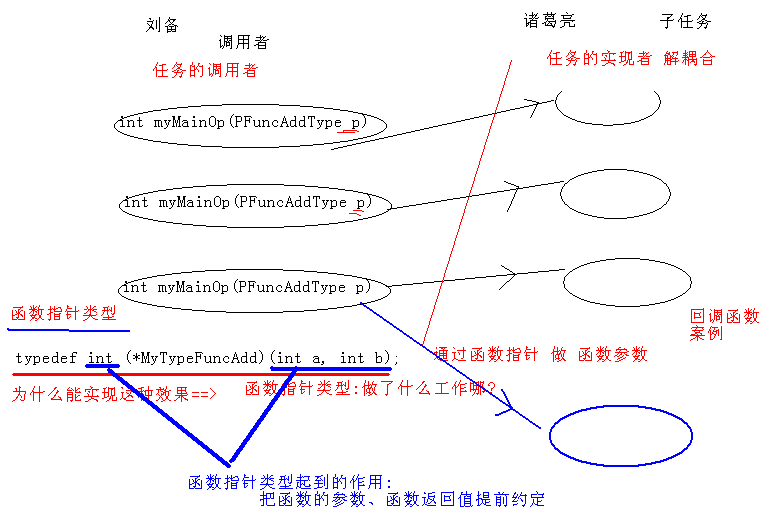 刘备
诸葛亮
子任务
调用者
任务的调用者
任务的实现者 解耦合
int myMainOp(PFuncAddType p)
int myMainOp(PFuncAddType p)
int myMainOp(PFuncAddType p)
函数指针类型
回调函数
案例
typedef int (*MyTypeFuncAdd)(int a, int b);
通过函数指针 做 函数参数
为什么能实现这种效果==>
函数指针类型:做了什么工作哪?
函数指针类型起到的作用:
把函数的参数、函数返回值提前约定